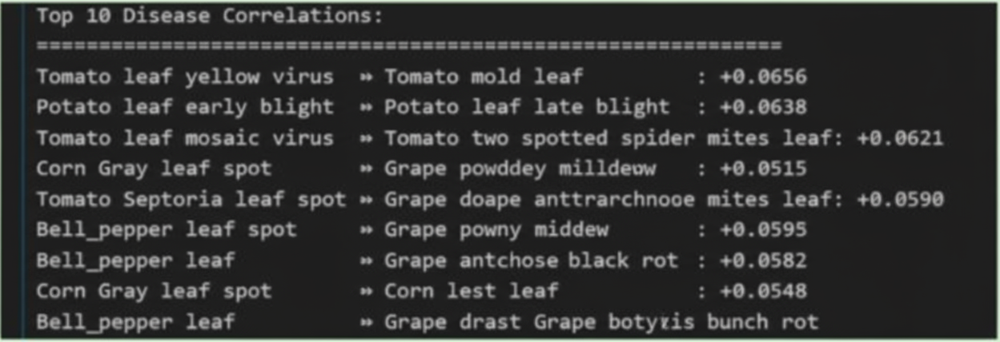 Top 10 Disease Correlations:
============================================================
Tomato leaf yellow virus » Tomato mold leaf : +0.0656
Potato leaf early blight » Potato leaf late blight : +0.0638
Tomato leaf mosaic virus » Tomato two spotted spider mites leaf: +0.0621
Corn Gray leaf spot » Grape powddey milldeww : +0.0515
Tomato Septoria leaf spot » Grape doape anttrarchnooe mites leaf: +0.0590
Bell_pepper leaf spot » Grape powny middew : +0.0595
Bell_pepper leaf » Grape antchose black rot : +0.0582
Corn Gray leaf spot » Corn lest leaf : +0.0548
Bell_pepper leaf » Grape drast Grape botyris bunch rot